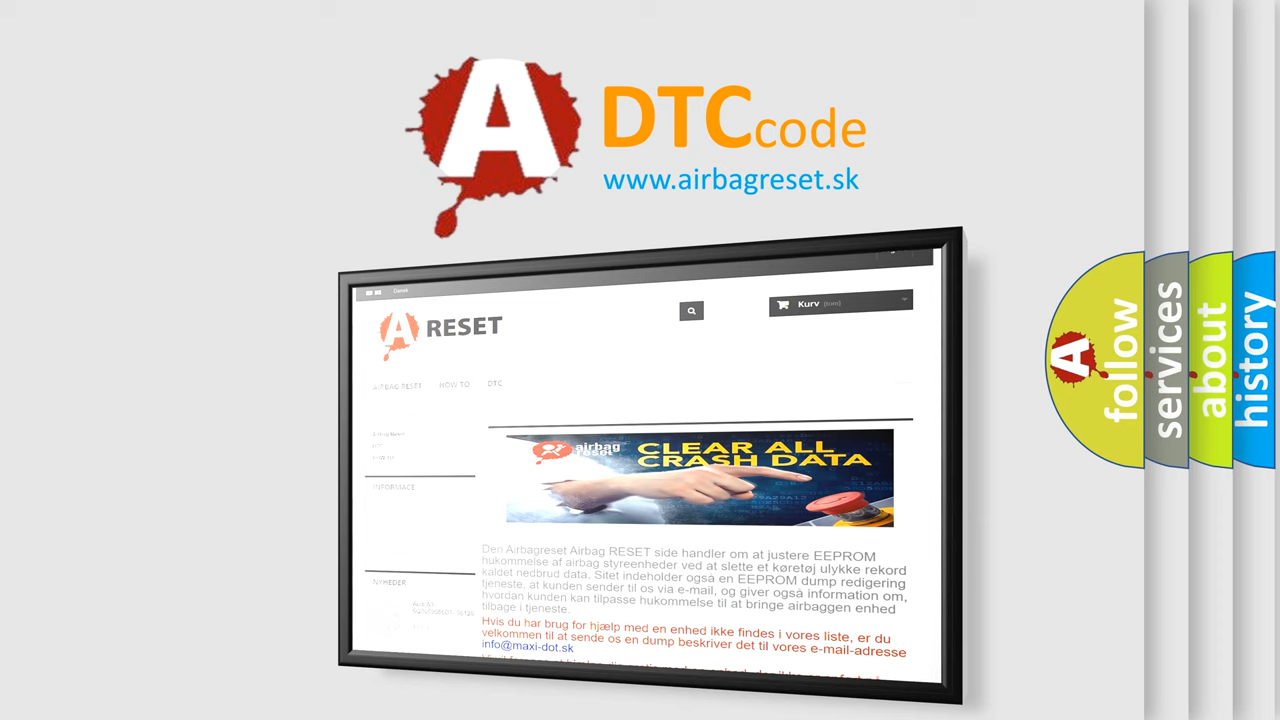 A
DTCcode
www.airbagreset.sk
Dansk
A RESET
Kurv (tom)
AIRBAG RESET HOW TO DTC
Airbag Reset
HOW TO
airbag
reset
CLEAR ALL
CRASH DATA
INFORMACE
Den Airbagreset Airbag RESET side handler om at justere EEPROM
hukommelse af airbag styreenheder ved at slette et køretøj ulykke rekord
kaldet nedbrud data. Sitet indeholder også en EEPROM dump redigering
tjeneste, at kunden sender til os via e-mail, og giver også information om,
hvordan kunden kan tilpasse hukommelse til at bringe airbaggen enhed
tilbage i tjeneste.
NYHEDER
Hvis du har brug for hjælp med en enhed ikke findes i vores liste, er du
velkommen til at sende os en dump beskriver det til vores e-mail-adresse
info@maxi-dot.sk
A
follow
services
about
history